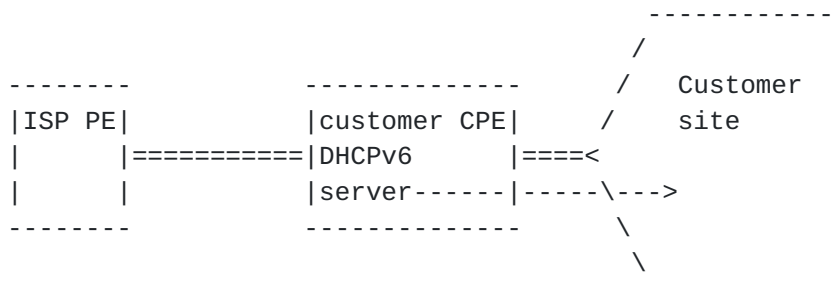 Customer
ISP PE customer CPE site
DHCPv6
server